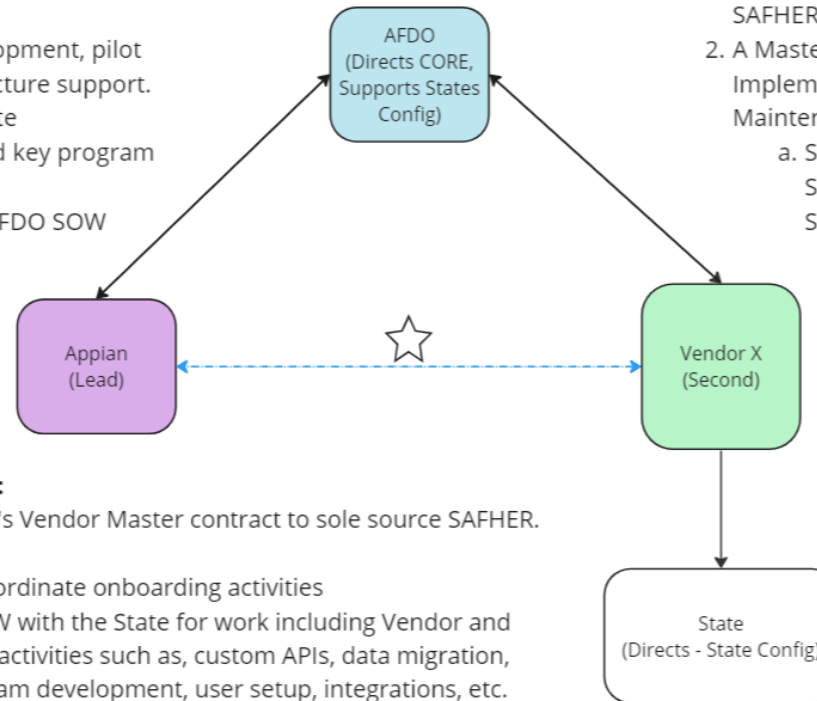 opment, pilot
cture support.
te
d key program
FDO SOW
AFDO
(Directs CORE,
Supports States
Config)
SAFHER
2. A Maste
Implem
Mainter
a. S
S
S
Appian
(Lead)
Vendor X
(Second)
:
's Vendor Master contract to sole source SAFHER.
ordinate onboarding activities
W with the State for work including Vendor and
activities such as, custom APIs, data migration,
am development, user setup, integrations, etc.
State
(Directs - State Config)